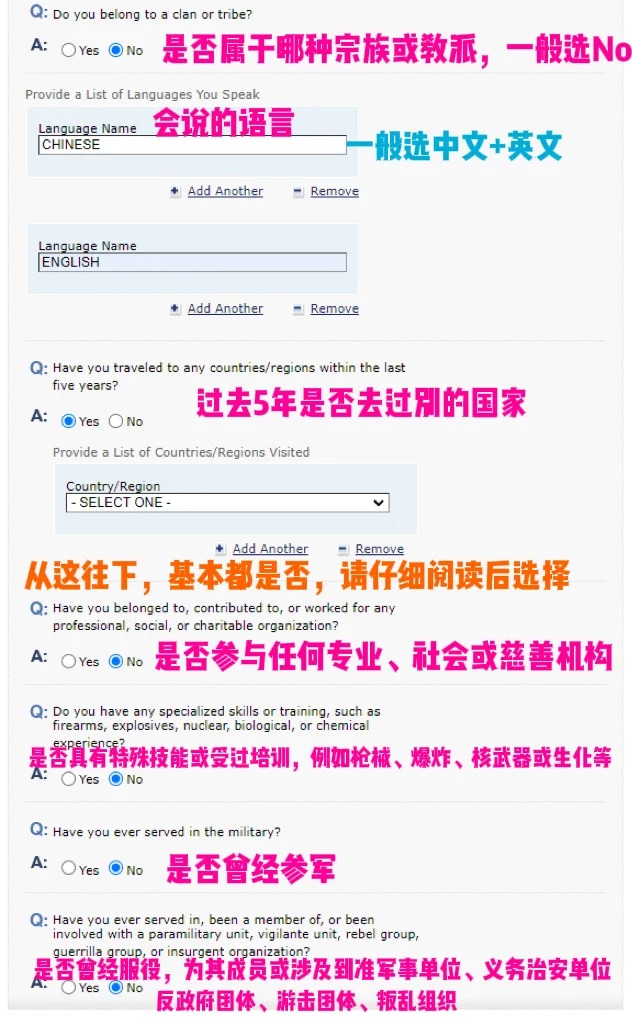 Q: Do you belong to a clan or tribe?
A: Yes No 是否属于哪种宗族或教派，一般选No
Provide a List of Languages You Speak
会说的语言
Language Name
CHINESE 一般选中文+英文
Add Another Remove
Language Name
ENGLISH
Add Another Remove
Q: Have you traveled to any countries/regions within the last
five years?
过去5年是否去过别的国家
A: Yes No
Provide a List of Countries/Regions Visited
Country/Region
- SELECT ONE -
Add Another Remove
从这往下，基本都是否，请仔细阅读后选择
Q: Have you belonged to, contributed to, or worked for any
professional, social, or charitable organization?
A: Yes No 是否参与任何专业、社会或慈善机构
Q: Do you have any specialized skills or training, such as
firearms, explosives, nuclear, biological, or chemical
experience?
是否具有特殊技能或受过培训，例如枪械、爆炸、核武器或生化等
A: Yes No
Q: Have you ever served in the military?
A: Yes No 是否曾经参军
Q: Have you ever served in, been a member of, or been
involved with a paramilitary unit, vigilante unit, rebel group,
guerrilla group, or insurgent organization?
是否曾经服役，为其成员或涉及到准军事单位、义务治安单位
A: Yes No
反政府团体、游击团体、叛乱组织